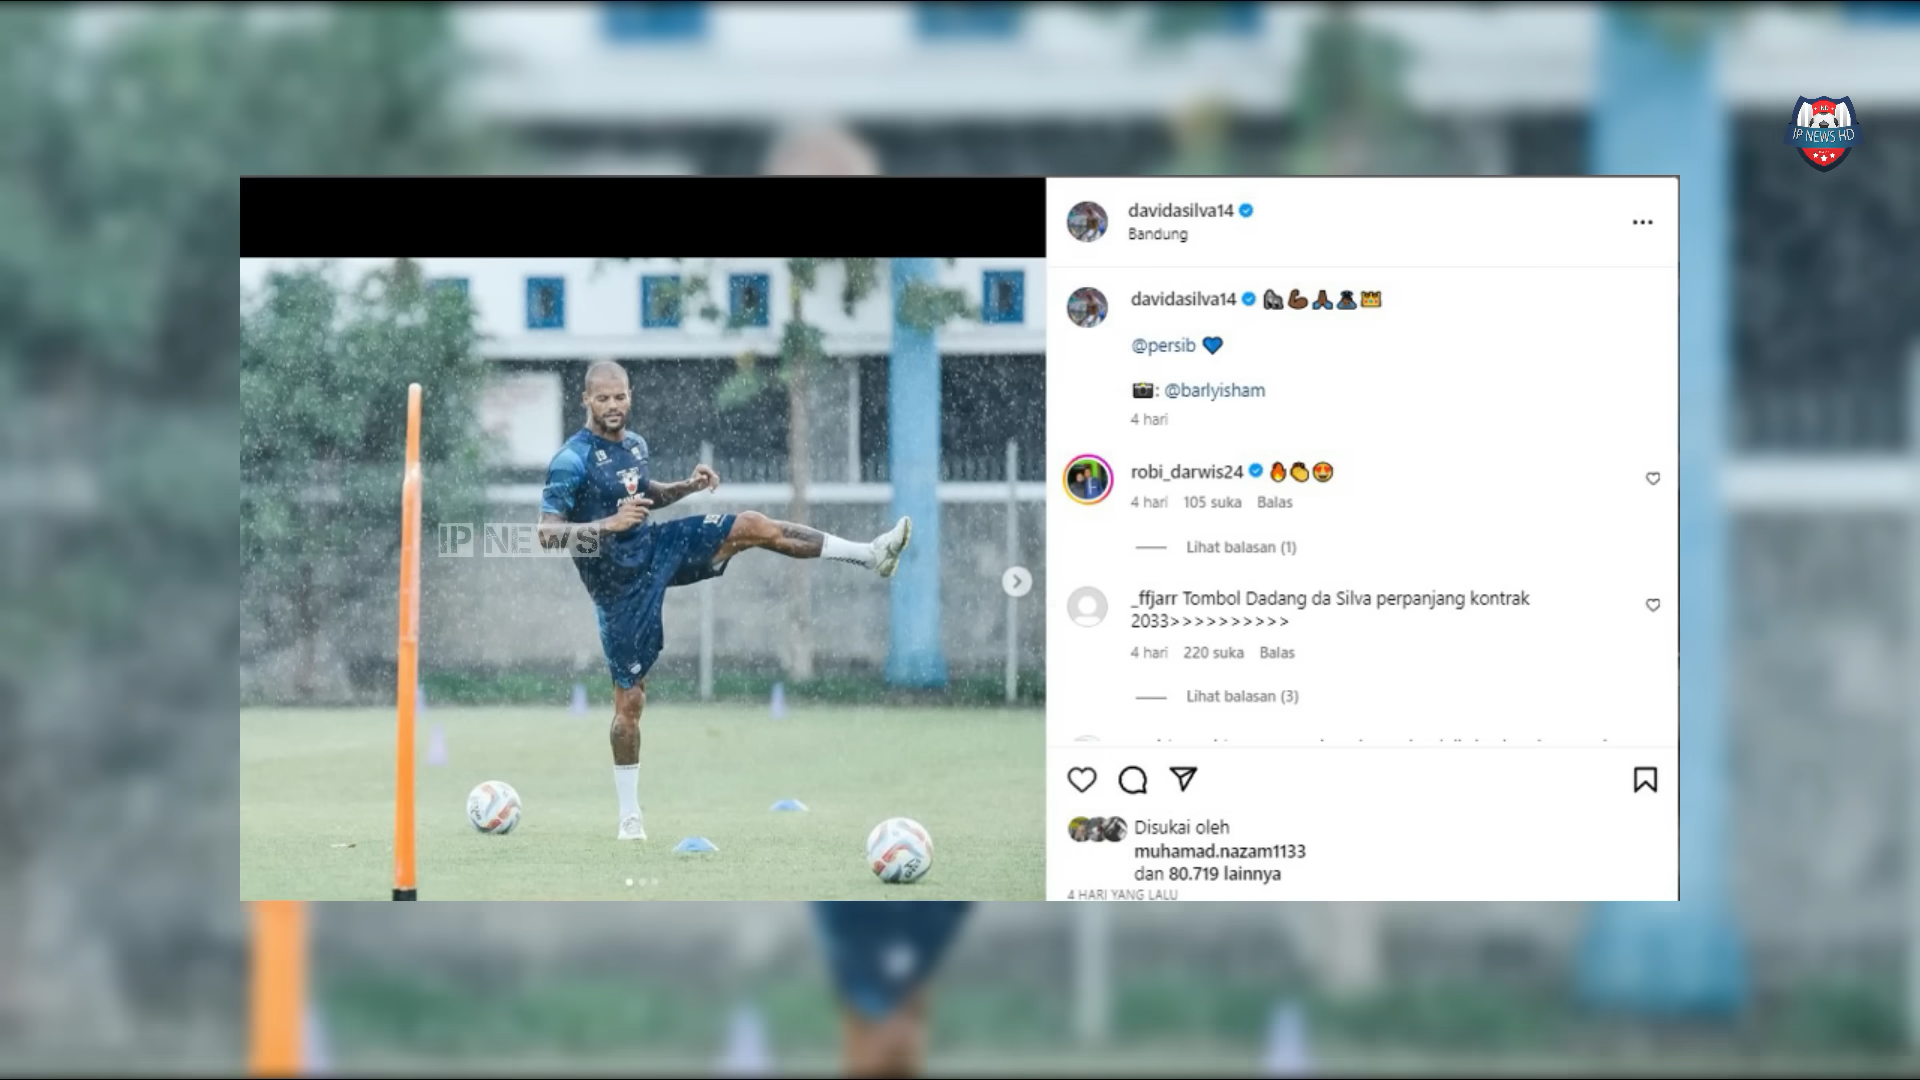 IP NEWS HD
davidasilva14
Bandung
davidasilva14 🦍💪🏾🙏🏾👑
@persib 💙
📸: @barlyisham
4 hari
robi_darwis24 🔥👏😍
4 hari 105 suka Balas
Lihat balasan (1)
_ffjarr Tombol Dadang da Silva perpanjang kontrak
2033>>>>>>>>>>
4 hari 220 suka Balas
Lihat balasan (3)
Disukai oleh
muhamad.nazam1133
dan 80.719 lainnya
4 HARI YANG LALU
IP NEWS